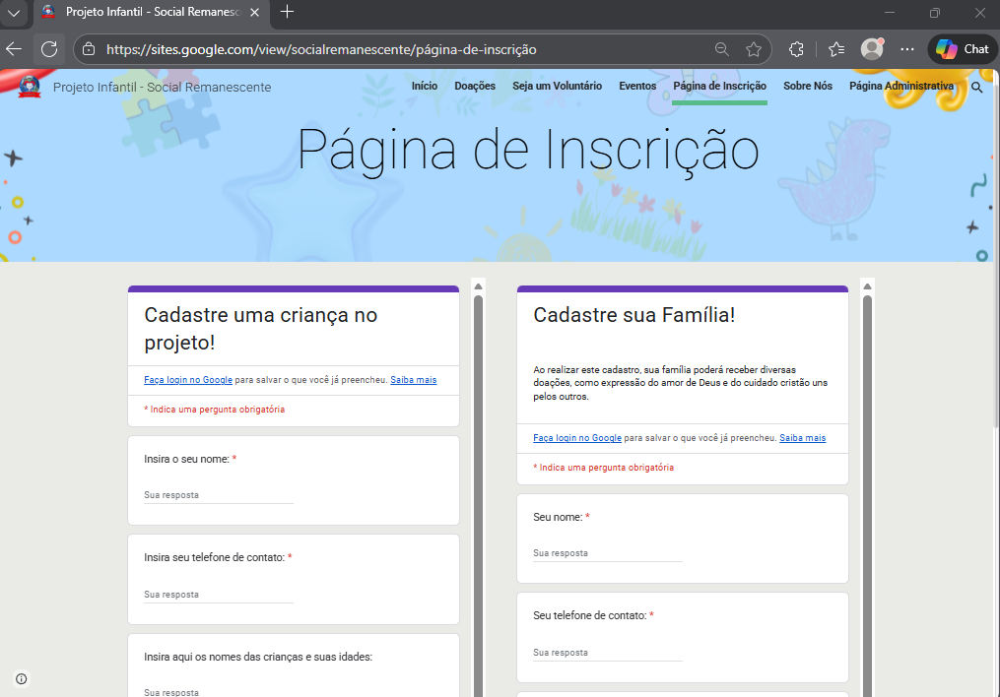 Projeto Infantil - Social Remanesc
https://sites.google.com/view/socialremanescente/página-de-inscrição
Chat
Projeto Infantil - Social Remanescente
Início
Doações
Seja um Voluntário
Eventos
Página de Inscrição
Sobre Nós
Página Administrativa
Página de Inscrição
Cadastre uma criança no
projeto!
Faça login no Google para salvar o que você já preencheu. Saiba mais
* Indica uma pergunta obrigatória
Insira o seu nome: *
Sua resposta
Insira seu telefone de contato: *
Sua resposta
Insira aqui os nomes das crianças e suas idades:
Sua resposta
Cadastre sua Família!
Ao realizar este cadastro, sua família poderá receber diversas
doações, como expressão do amor de Deus e do cuidado cristão uns
pelos outros.
Faça login no Google para salvar o que você já preencheu. Saiba mais
* Indica uma pergunta obrigatória
Seu nome: *
Sua resposta
Seu telefone de contato: *
Sua resposta